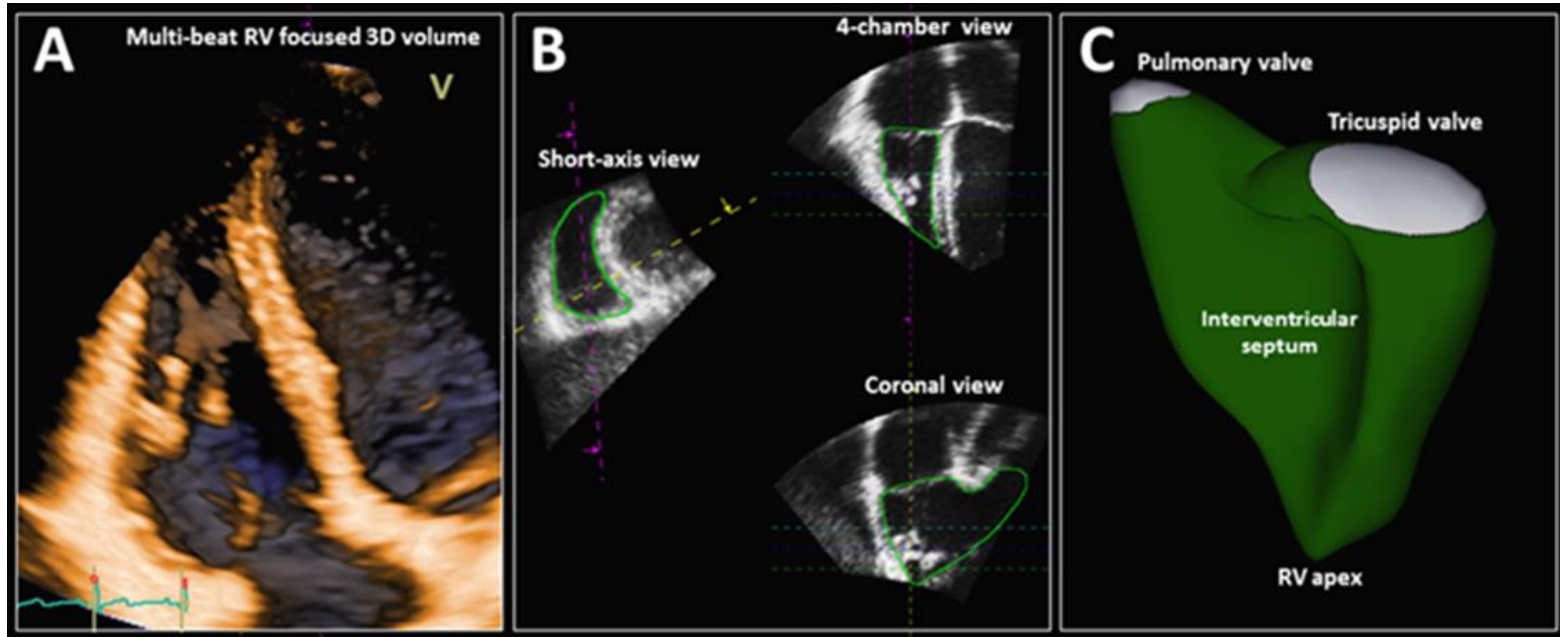 A
Multi-beat RV focused 3D volume
V
B
4-chamber view
Short-axis view
Coronal view
C
Pulmonary valve
Tricuspid valve
Interventricular
septum
RV apex